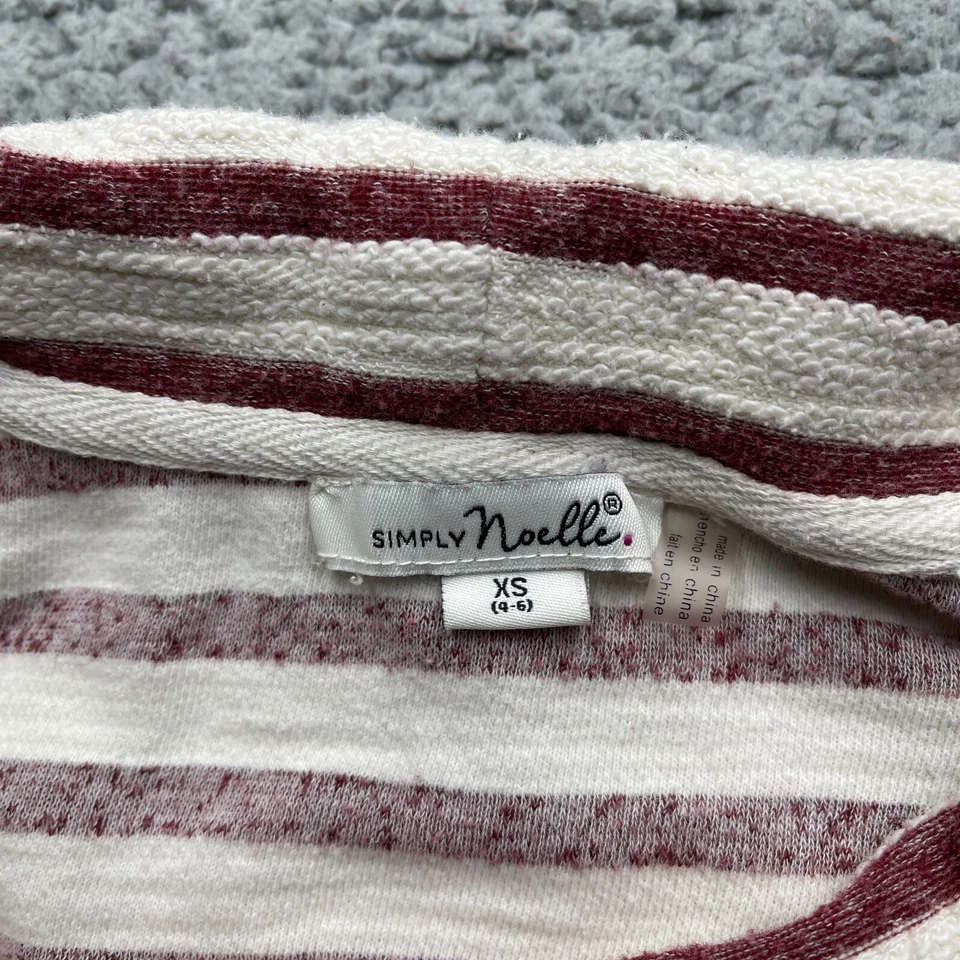 SIMPLY Noelle®
XS
(4-6)
made in china
hecho en china
fait en chine